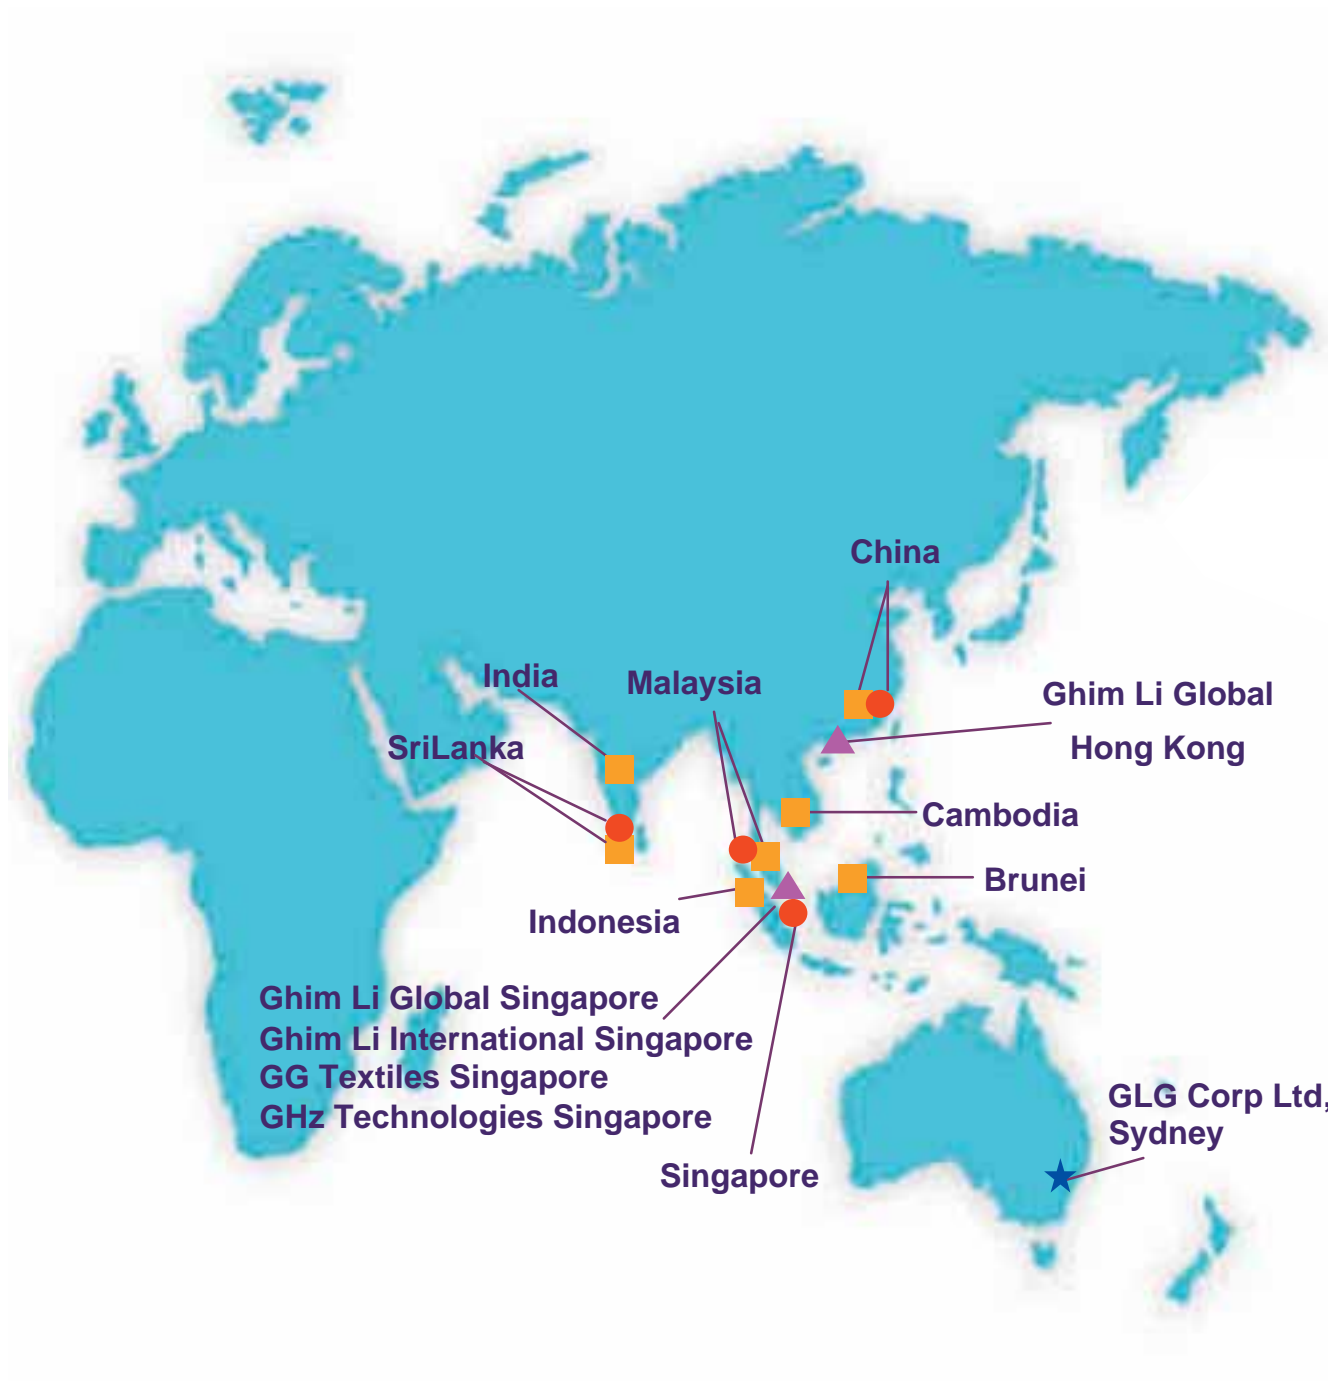 China
India
Malaysia
Ghim Li Global
Hong Kong
SriLanka
Cambodia
Brunei
Indonesia
Ghim Li Global Singapore
Ghim Li International Singapore
GG Textiles Singapore
GHz Technologies Singapore
GLG Corp Ltd,
Sydney
Singapore